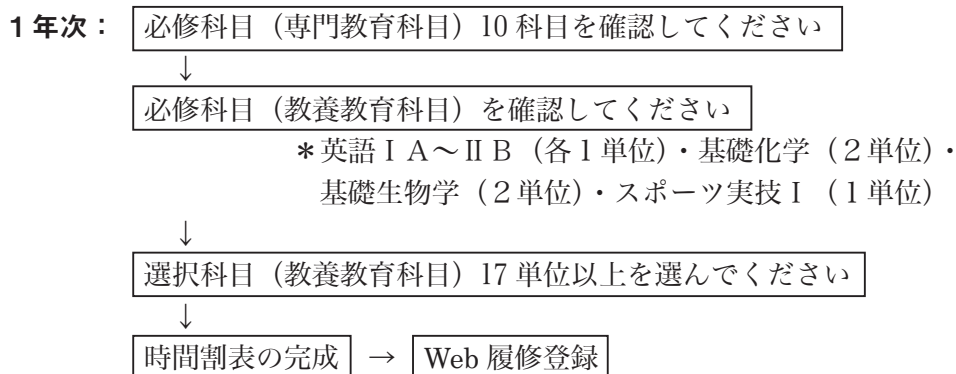 1年次： 必修科目（専門教育科目）10科目を確認してください
↓
必修科目（教養教育科目）を確認してください
＊英語ⅠA～ⅡB（各1単位）・基礎化学（2単位）・
基礎生物学（2単位）・スポーツ実技Ⅰ（1単位）
↓
選択科目（教養教育科目）17単位以上を選んでください
↓
時間割表の完成 → Web履修登録